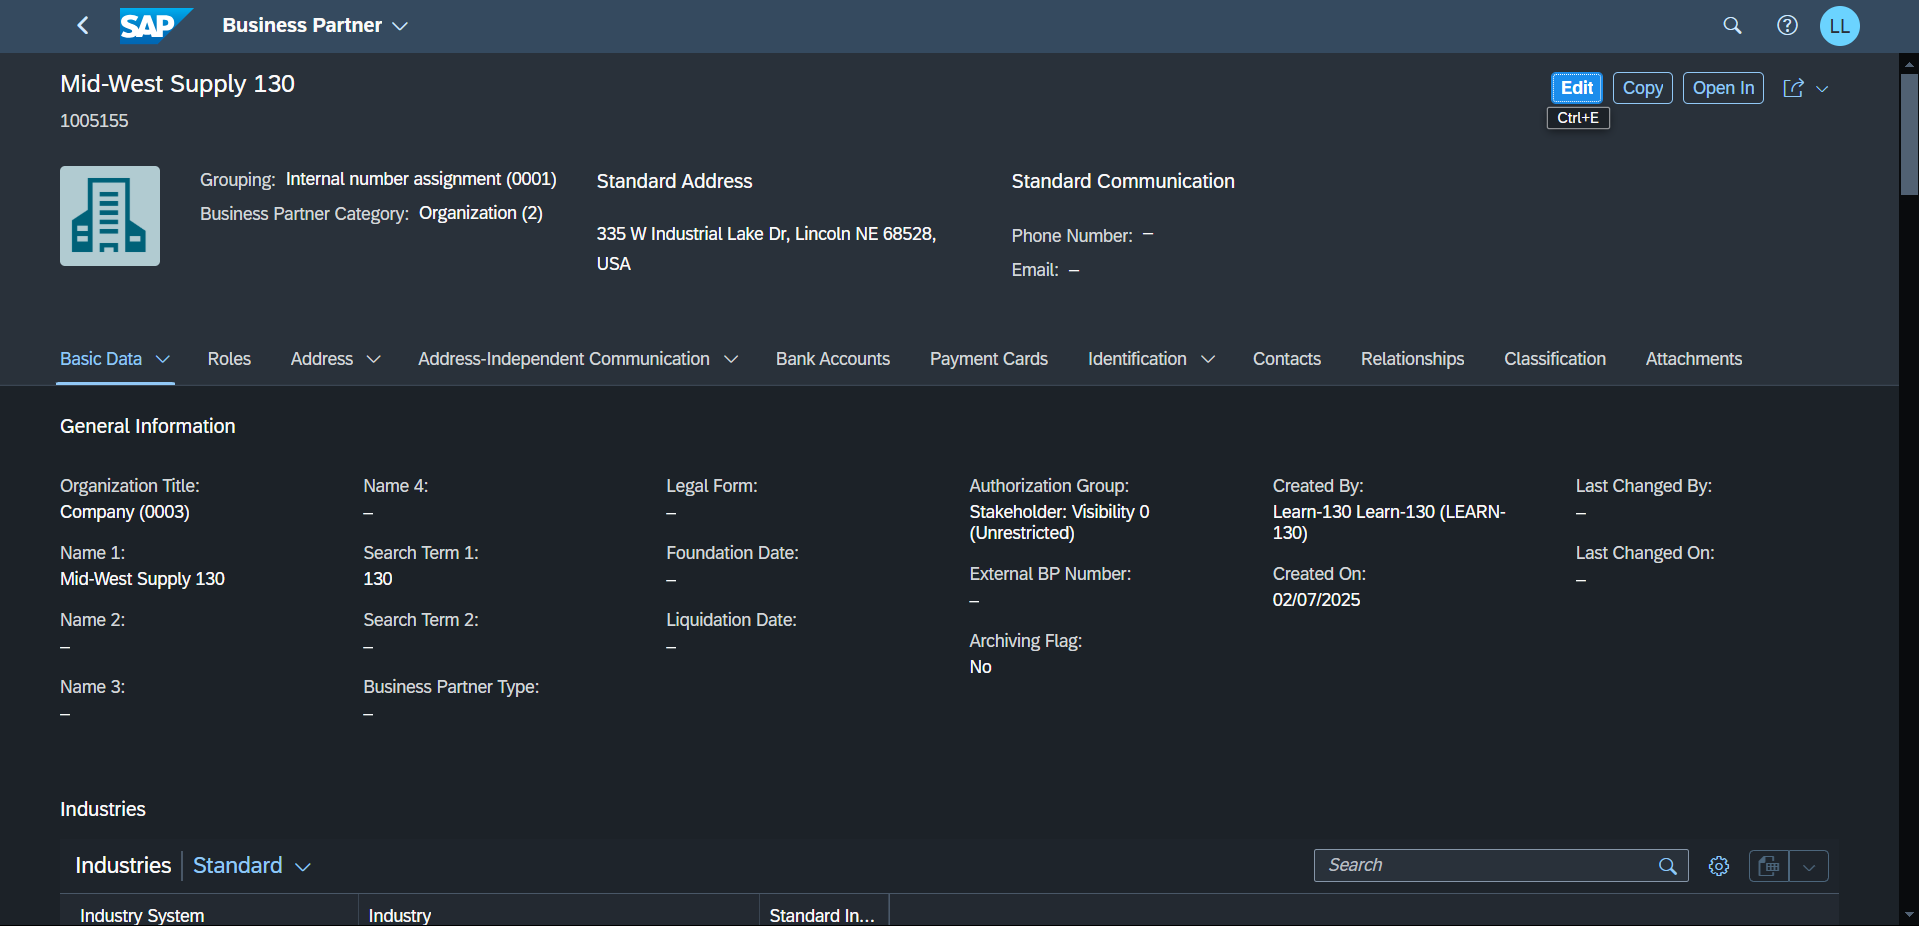 SAP
Business Partner
LL
Mid-West Supply 130
1005155
Edit
Copy
Open In
Ctrl+E
Grouping: Internal number assignment (0001)
Business Partner Category: Organization (2)
Standard Address
335 W Industrial Lake Dr, Lincoln NE 68528,
USA
Standard Communication
Phone Number: –
Email: –
Basic Data
Roles
Address
Address-Independent Communication
Bank Accounts
Payment Cards
Identification
Contacts
Relationships
Classification
Attachments
General Information
Organization Title:
Company (0003)
Name 1:
Mid-West Supply 130
Name 2:
–
Name 3:
–
Name 4:
–
Search Term 1:
130
Search Term 2:
–
Business Partner Type:
–
Legal Form:
–
Foundation Date:
–
Liquidation Date:
–
Authorization Group:
Stakeholder: Visibility 0
(Unrestricted)
External BP Number:
–
Archiving Flag:
No
Created By:
Learn-130 Learn-130 (LEARN-
130)
Created On:
02/07/2025
Last Changed By:
–
Last Changed On:
–
Industries
Industries
Standard
Search
Industry System
Industry
Standard In...